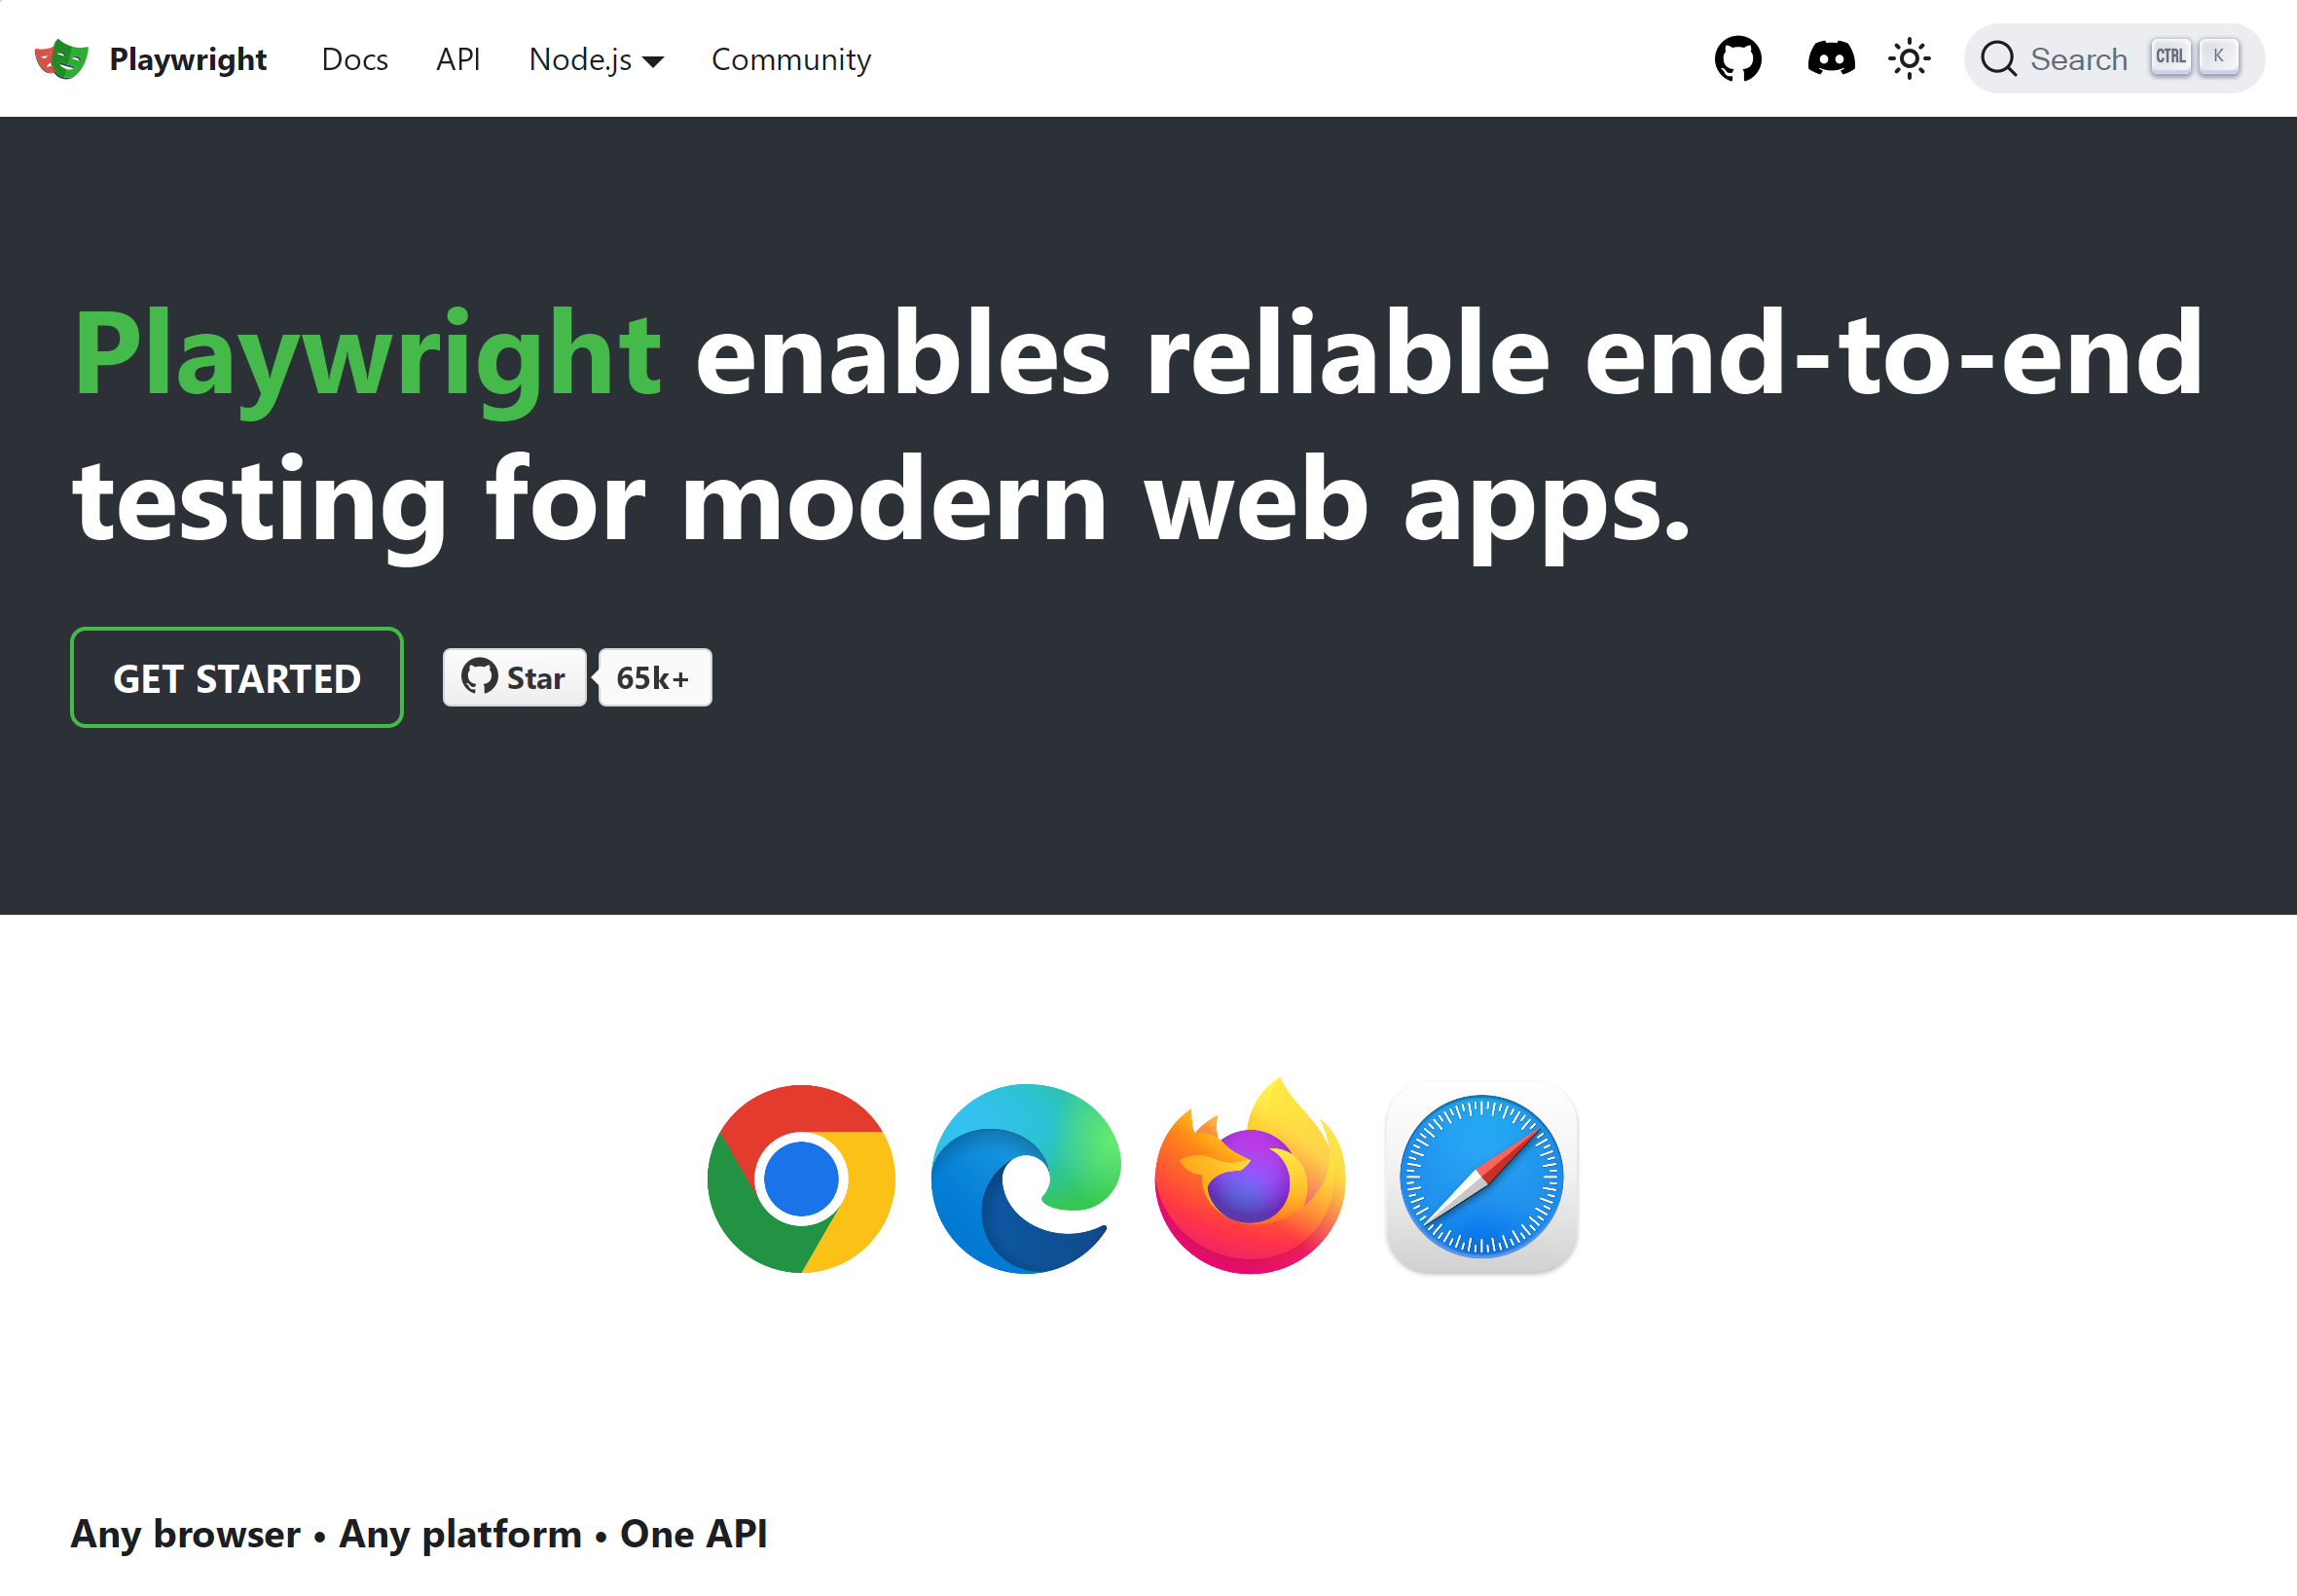 Playwright Docs API Node.js Community Search CTRL K
Playwright enables reliable end-to-end
testing for modern web apps.
GET STARTED Star 65k+
Any browser • Any platform • One API